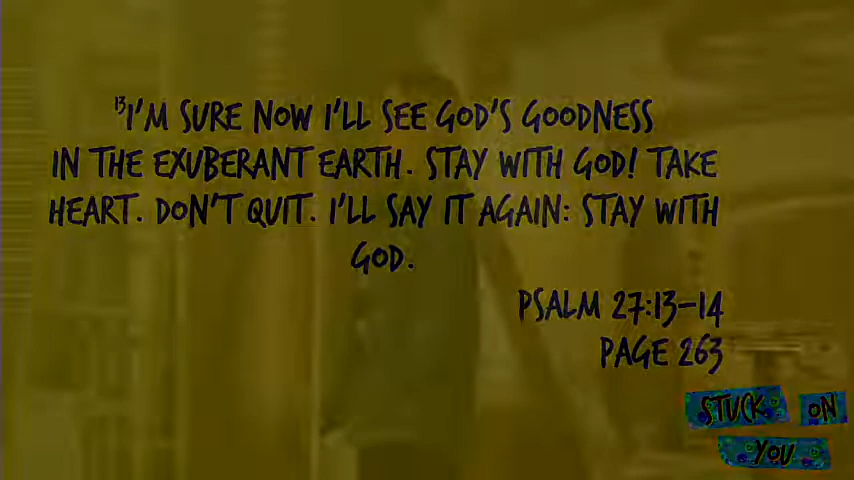 ¹³I'M SURE NOW I'LL SEE GOD'S GOODNESS
IN THE EXUBERANT EARTH. STAY WITH GOD! TAKE
HEART. DON'T QUIT. I'LL SAY IT AGAIN: STAY WITH
GOD.
PSALM 27:13–14
PAGE 263
STUCK ON
YOU